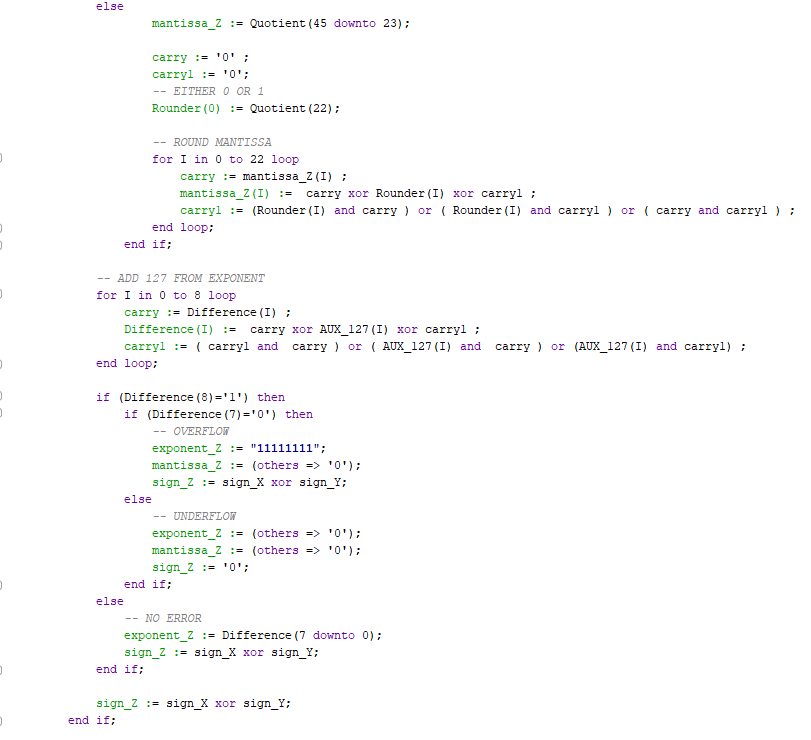 else
mantissa_Z := Quotient(45 downto 23);
carry := '0' ;
carry1 := '0';
-- EITHER 0 OR 1
Rounder(0) := Quotient(22);
-- ROUND MANTISSA
for I in 0 to 22 loop
carry := mantissa_Z(I) ;
mantissa_Z(I) :=  carry xor Rounder(I) xor carry1 ;
carry1 := (Rounder(I) and carry ) or ( Rounder(I) and carry1 ) or ( carry and carry1 ) ;
end loop;
end if;
-- ADD 127 FROM EXPONENT
for I in 0 to 8 loop
carry := Difference(I) ;
Difference(I) :=  carry xor AUX_127(I) xor carry1 ;
carry1 := ( carry1 and  carry ) or ( AUX_127(I) and  carry ) or (AUX_127(I) and carry1) ;
end loop;
if (Difference(8)='1') then
if (Difference(7)='0') then
-- OVERFLOW
exponent_Z := "11111111";
mantissa_Z := (others => '0');
sign_Z := sign_X xor sign_Y;
else
-- UNDERFLOW
exponent_Z := (others => '0');
mantissa_Z := (others => '0');
sign_Z := '0';
end if;
else
-- NO ERROR
exponent_Z := Difference(7 downto 0);
sign_Z := sign_X xor sign_Y;
end if;
sign_Z := sign_X xor sign_Y;
end if;